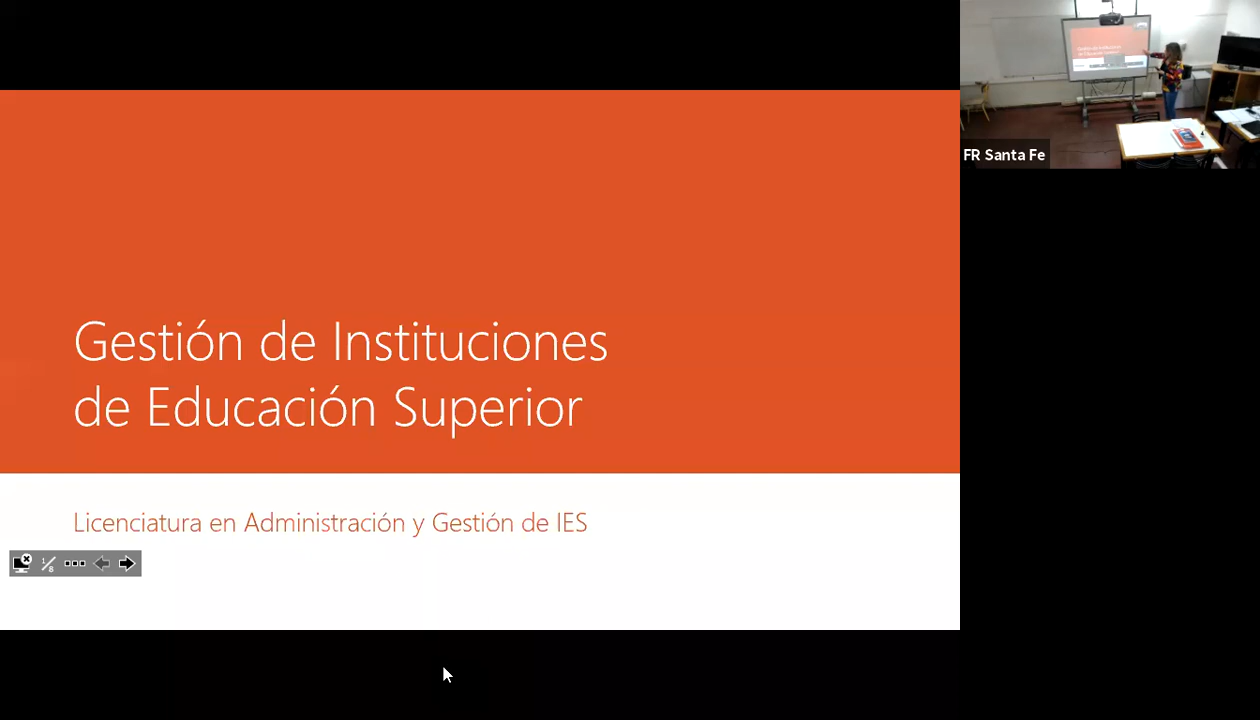 Gestión de Instituciones
de Educación Superior
Licenciatura en Administración y Gestión de IES
1/8
FR Santa Fe